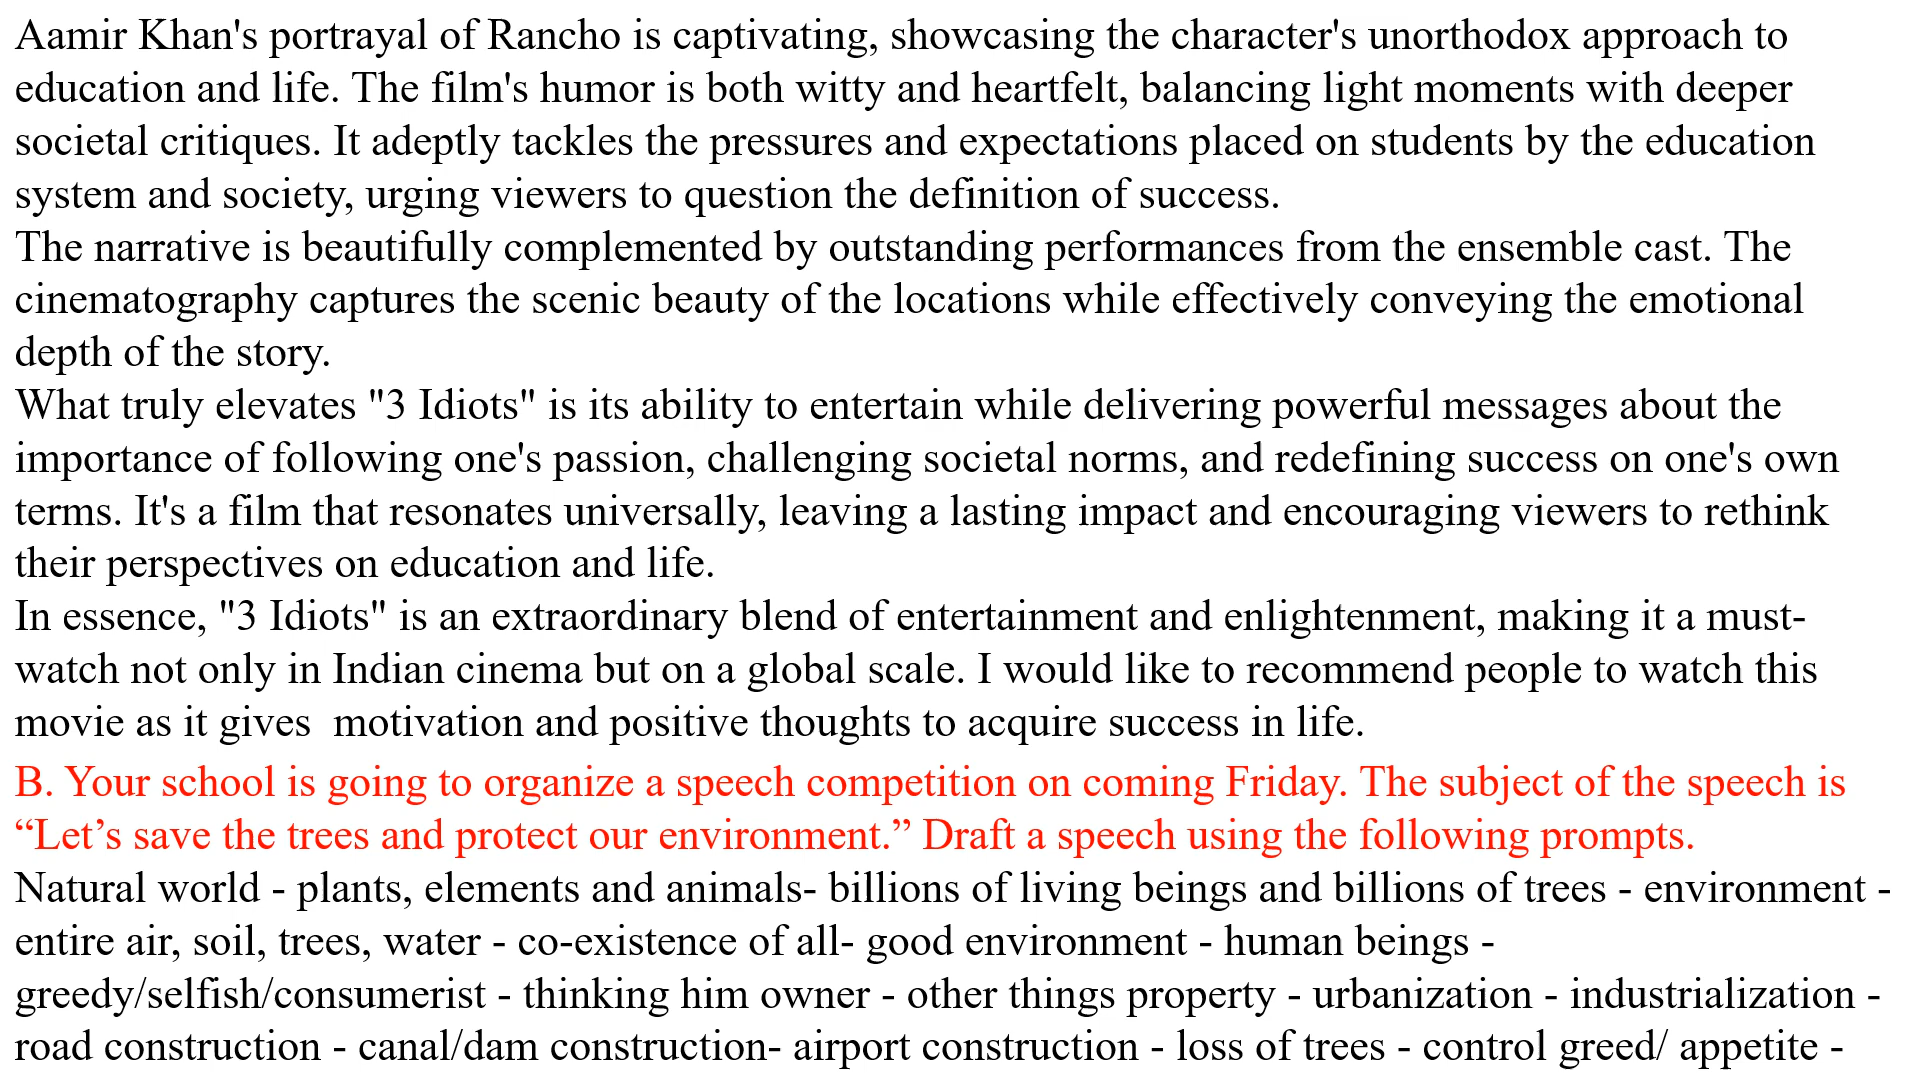 Aamir Khan's portrayal of Rancho is captivating, showcasing the character's unorthodox approach to
education and life. The film's humor is both witty and heartfelt, balancing light moments with deeper
societal critiques. It adeptly tackles the pressures and expectations placed on students by the education
system and society, urging viewers to question the definition of success.
The narrative is beautifully complemented by outstanding performances from the ensemble cast. The
cinematography captures the scenic beauty of the locations while effectively conveying the emotional
depth of the story.
What truly elevates "3 Idiots" is its ability to entertain while delivering powerful messages about the
importance of following one's passion, challenging societal norms, and redefining success on one's own
terms. It's a film that resonates universally, leaving a lasting impact and encouraging viewers to rethink
their perspectives on education and life.
In essence, "3 Idiots" is an extraordinary blend of entertainment and enlightenment, making it a must-
watch not only in Indian cinema but on a global scale. I would like to recommend people to watch this
movie as it gives  motivation and positive thoughts to acquire success in life.
B. Your school is going to organize a speech competition on coming Friday. The subject of the speech is
“Let’s save the trees and protect our environment.” Draft a speech using the following prompts.
Natural world - plants, elements and animals- billions of living beings and billions of trees - environment -
entire air, soil, trees, water - co-existence of all- good environment - human beings -
greedy/selfish/consumerist - thinking him owner - other things property - urbanization - industrialization -
road construction - canal/dam construction- airport construction - loss of trees - control greed/ appetite -